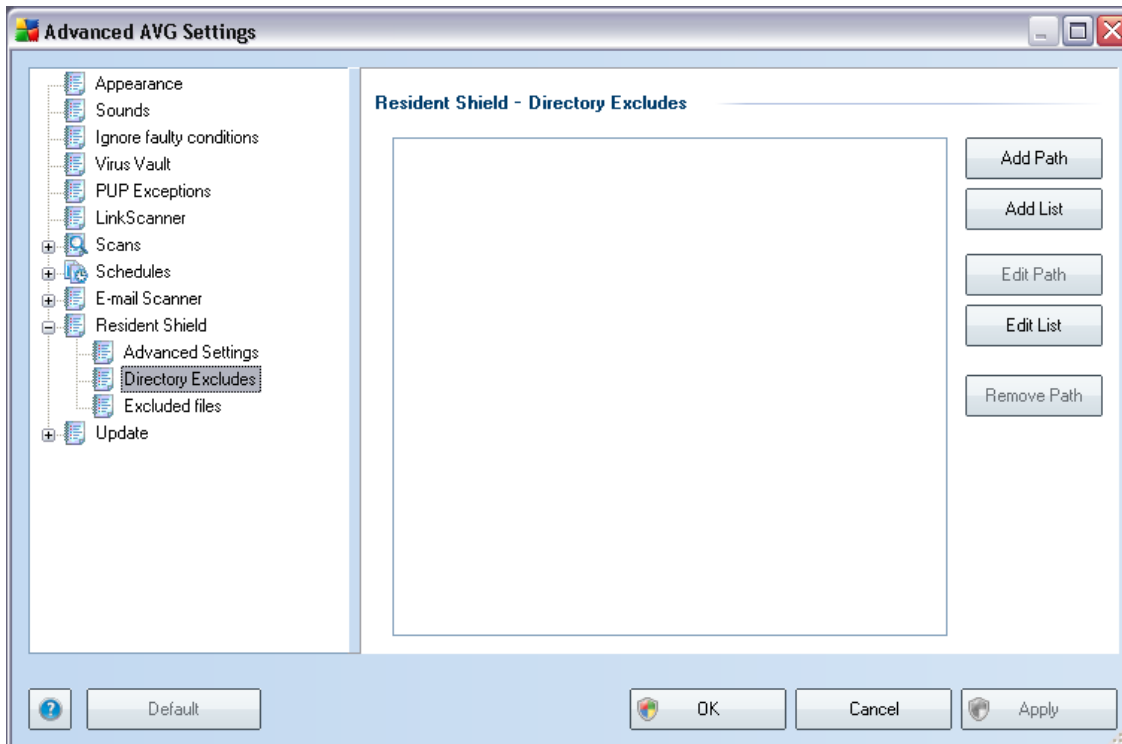 Advanced AVG Settings
Appearance
Sounds
Ignore faulty conditions
Virus Vault
PUP Exceptions
LinkScanner
Scans
Schedules
E-mail Scanner
Resident Shield
Advanced Settings
Directory Excludes
Excluded files
Update
Resident Shield - Directory Excludes
Add Path
Add List
Edit Path
Edit List
Remove Path
Default
OK
Cancel
Apply